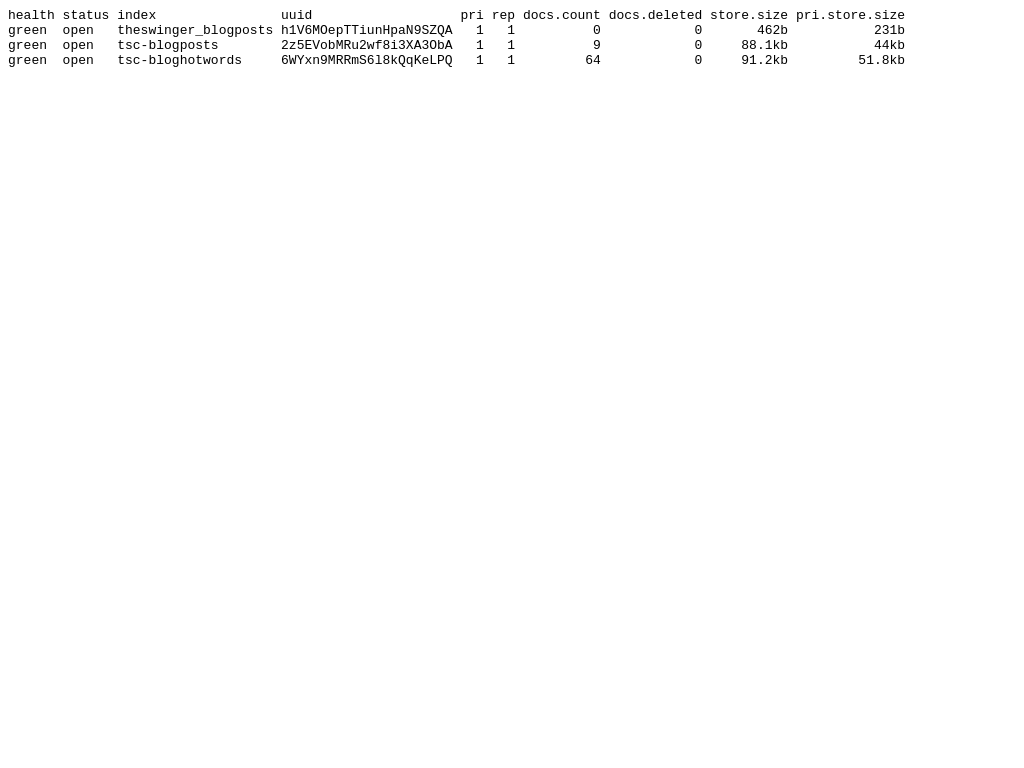 health status index                uuid                   pri rep docs.count docs.deleted store.size pri.store.size
green  open   theswinger_blogposts h1V6MOepTTiunHpaN9SZQA   1   1          0            0       462b           231b
green  open   tsc-blogposts        2z5EVobMRu2wf8i3XA3ObA   1   1          9            0     88.1kb           44kb
green  open   tsc-bloghotwords     6WYxn9MRRmS6l8kQqKeLPQ   1   1         64            0     91.2kb         51.8kb